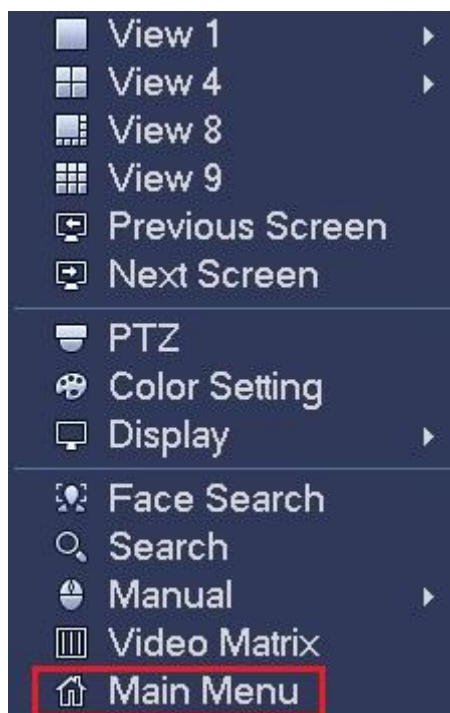 View 1
View 4
View 8
View 9
Previous Screen
Next Screen
PTZ
Color Setting
Display
Face Search
Search
Manual
Video Matrix
Main Menu